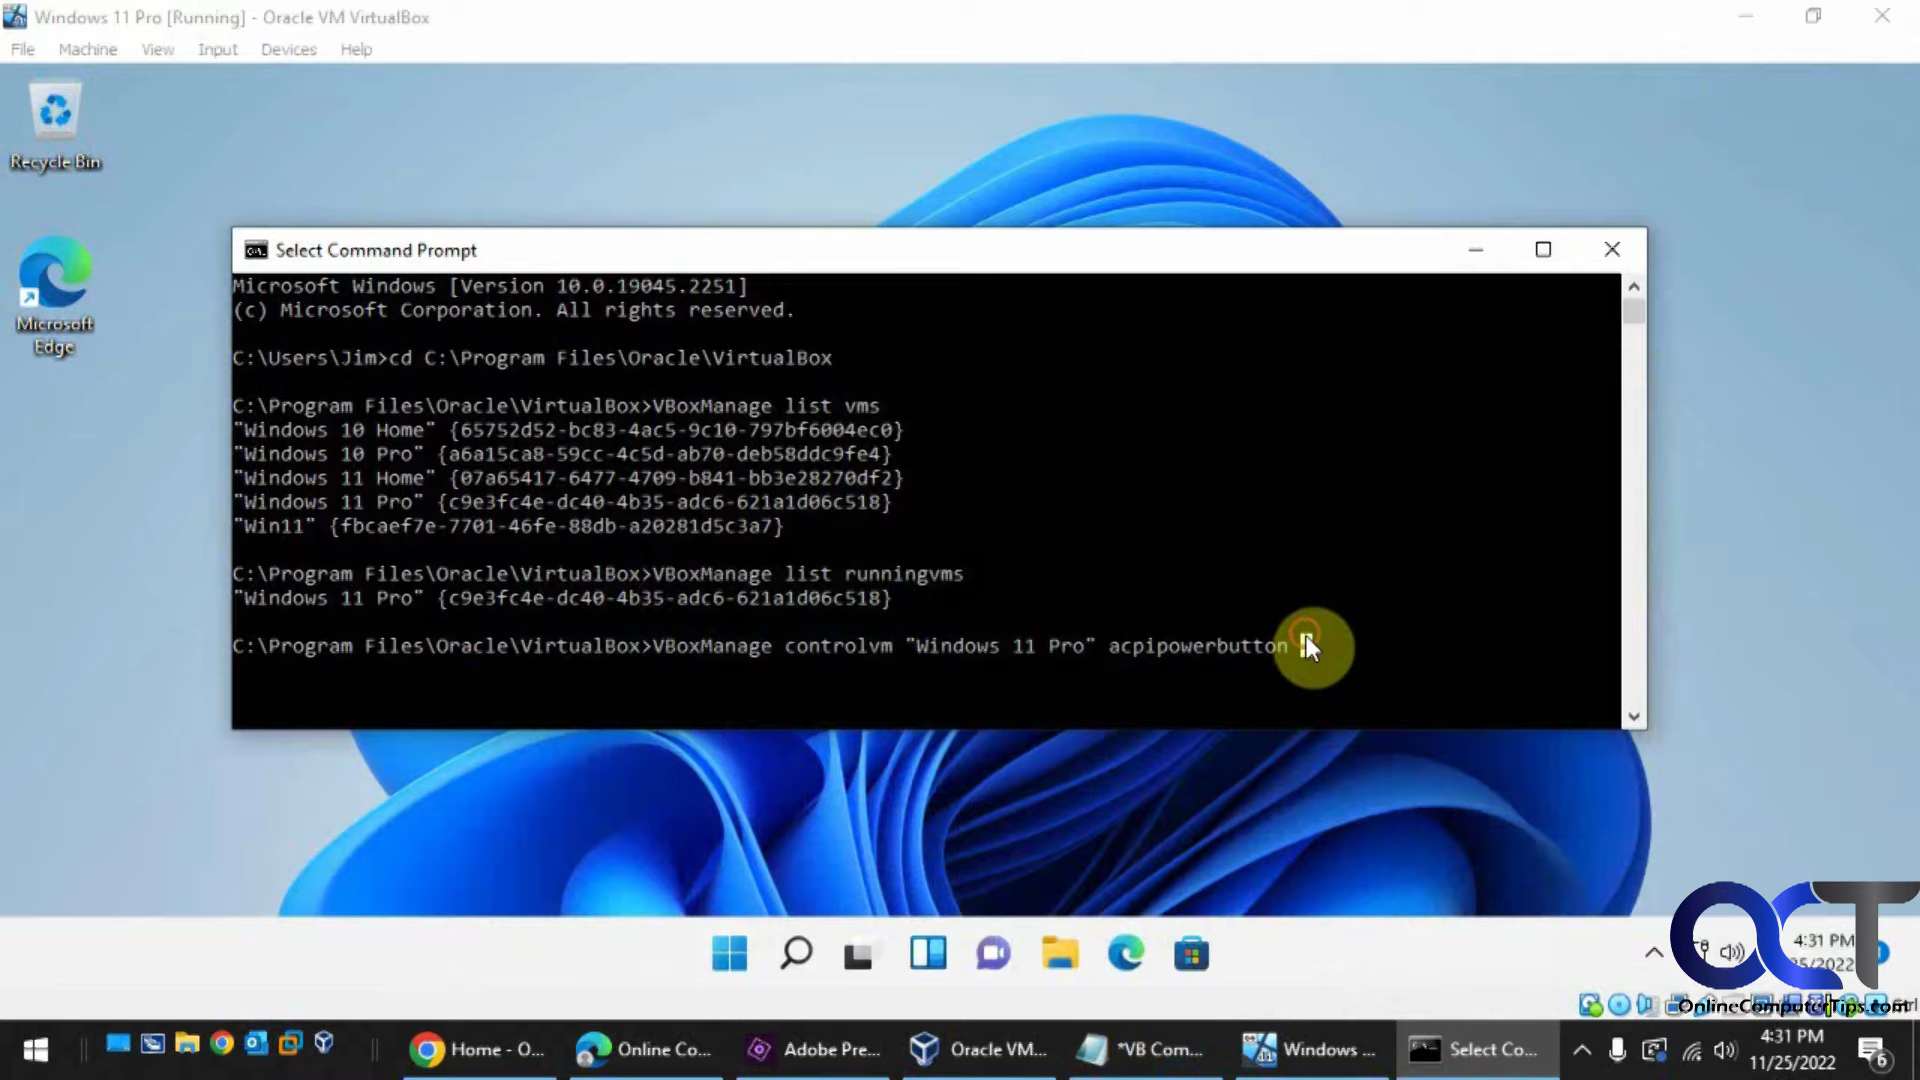 Windows 11 Pro [Running] - Oracle VM VirtualBox
File Machine View Input Devices Help
Recycle Bin
Microsoft
Edge
Select Command Prompt
Microsoft Windows [Version 10.0.19045.2251]
(c) Microsoft Corporation. All rights reserved.
C:\Users\Jim>cd C:\Program Files\Oracle\VirtualBox
C:\Program Files\Oracle\VirtualBox>VBoxManage list vms
"Windows 10 Home" {65752d52-bc83-4ac5-9c10-797bf6004ec0}
"Windows 10 Pro" {a6a15ca8-59cc-4c5d-ab70-deb58ddc9fe4}
"Windows 11 Home" {07a65417-6477-4709-b841-bb3e28270df2}
"Windows 11 Pro" {c9e3fc4e-dc40-4b35-adc6-621a1d06c518}
"Win11" {fbcaef7e-7701-46fe-88db-a20281d5c3a7}
C:\Program Files\Oracle\VirtualBox>VBoxManage list runningvms
"Windows 11 Pro" {c9e3fc4e-dc40-4b35-adc6-621a1d06c518}
C:\Program Files\Oracle\VirtualBox>VBoxManage controlvm "Windows 11 Pro" acpipowerbutton
4:31 PM
OCT
OnlineComputerTips.com
Home - O...
Online Co...
Adobe Pre...
Oracle VM...
*VB Com...
Windows ...
Select Co...
4:31 PM
11/25/2022
6